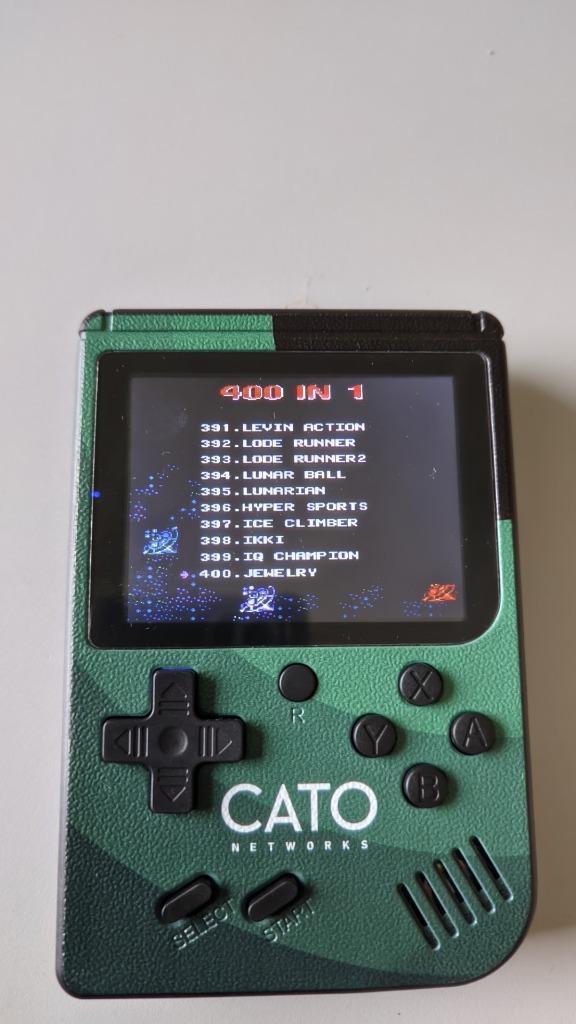 400 IN 1
391.LEVIN ACTION
392.LODE RUNNER
393.LODE RUNNER2
394.LUNAR BALL
395.LUNARIAN
396.HYPER SPORTS
397.ICE CLIMBER
398.IKKI
399.IQ CHAMPION
400.JEWELRY
R
X
Y
A
B
CATO
NETWORKS
SELECT
START